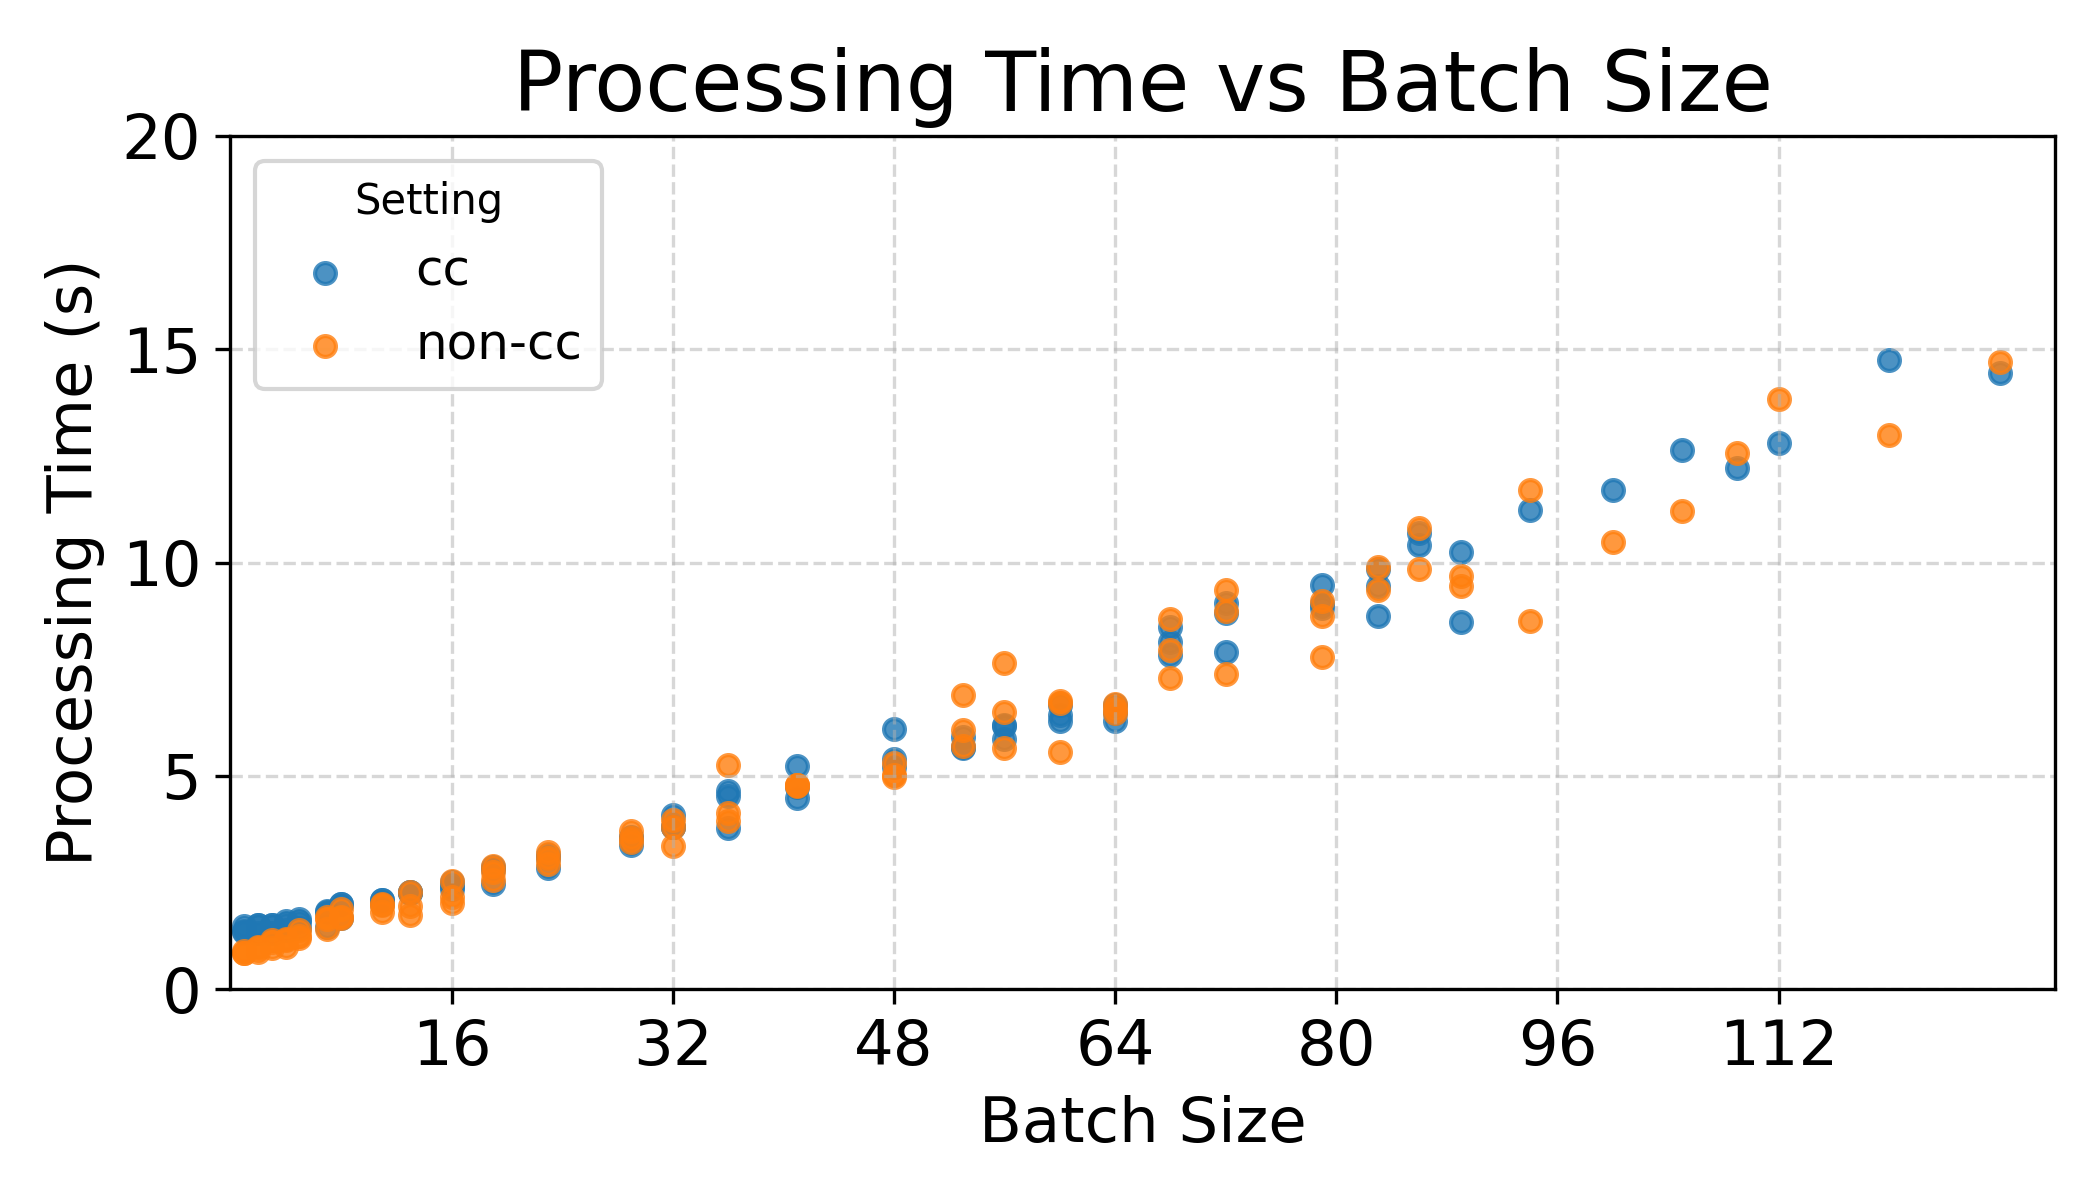 Processing Time vs Batch Size
20
15
10
5
0
Processing Time (s)
Setting
cc
non-cc
16 32 48 64 80 96 112
Batch Size